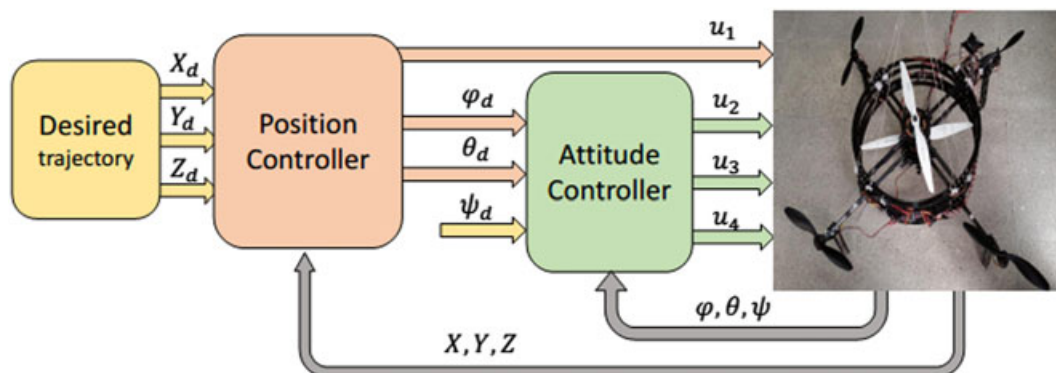 Desired
trajectory
X_d
Y_d
Z_d
Position
Controller
φ_d
θ_d
ψ_d
Attitude
Controller
u_1
u_2
u_3
u_4
φ, θ, ψ
X, Y, Z